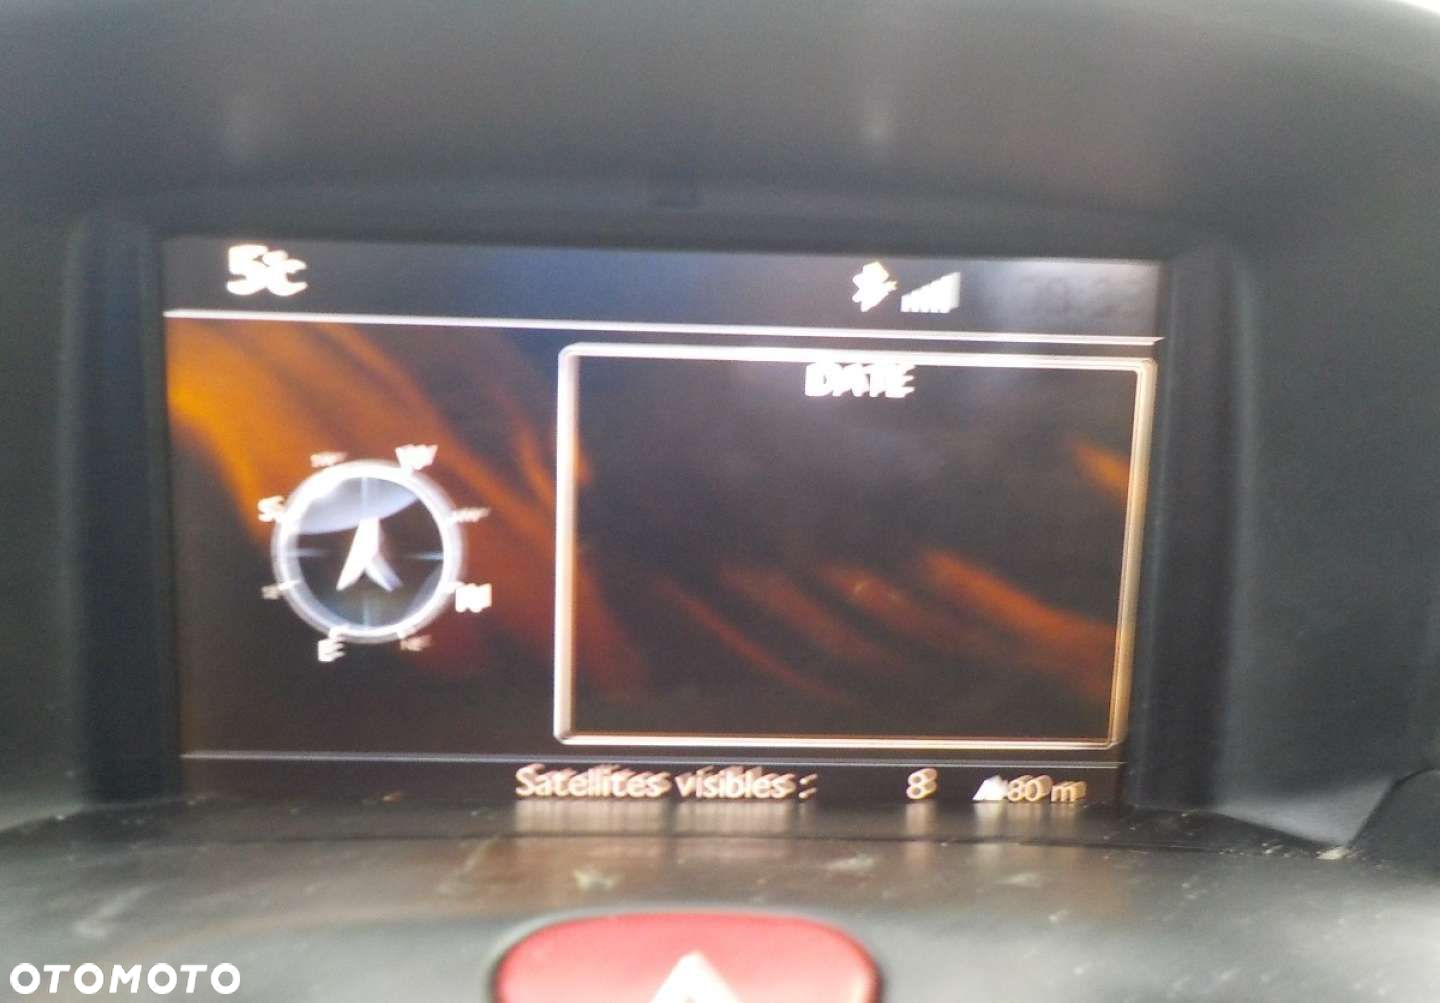 5°C
DATE
W
S
N
E
Satellites visibles : 8 80 m
OTOMOTO